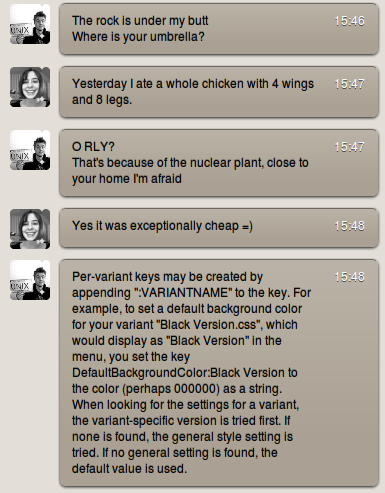 The rock is under my butt 15:46
Where is your umbrella?
Yesterday I ate a whole chicken with 4 wings 15:47
and 8 legs.
O RLY? 15:47
That's because of the nuclear plant, close to
your home I'm afraid
Yes it was exceptionally cheap =) 15:48
Per-variant keys may be created by 15:48
appending ":VARIANTNAME" to the key. For
example, to set a default background color
for your variant "Black Version.css", which
would display as "Black Version" in the
menu, you set the key
DefaultBackgroundColor:Black Version to
the color (perhaps 000000) as a string.
When looking for the settings for a variant,
the variant-specific version is tried first. If
none is found, the general style setting is
tried. If no general setting is found, the
default value is used.